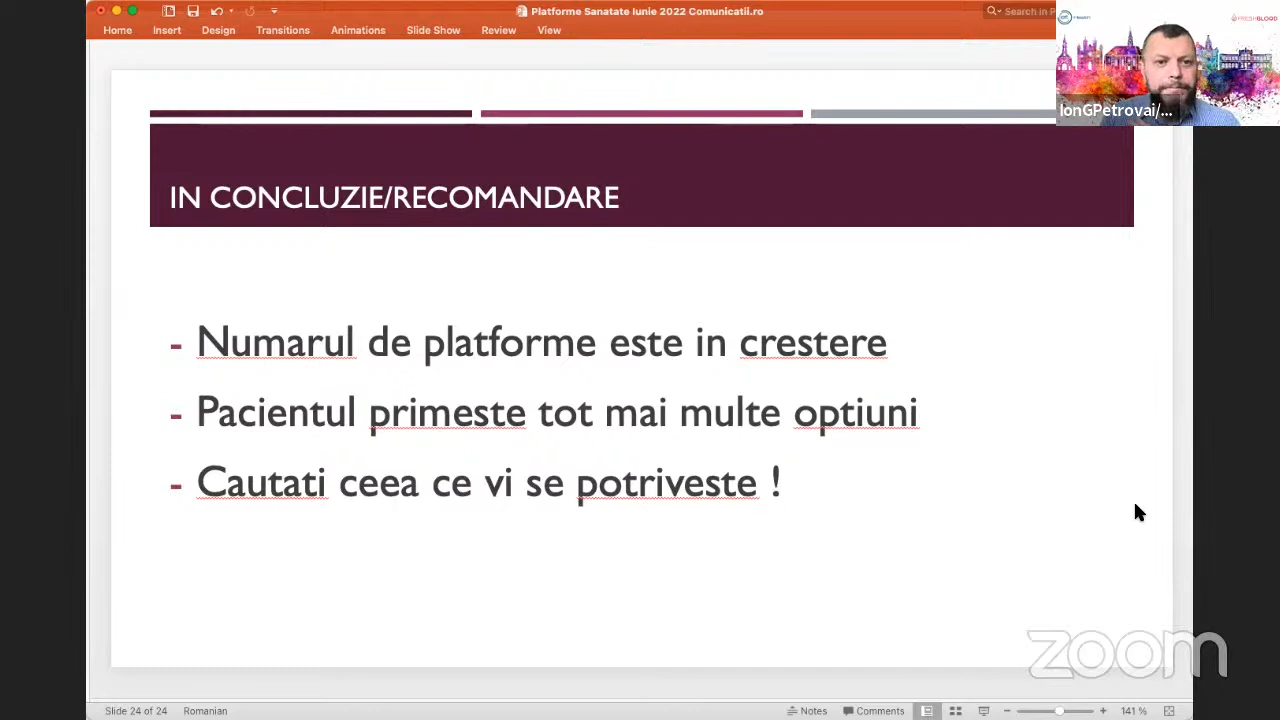 Platforme Sanatate Iunie 2022 Comunicatii.ro
Search in P
Home Insert Design Transitions Animations Slide Show Review View
FRESHBLOOD
IonGPetrovai/...
IN CONCLUZIE/RECOMANDARE
- Numarul de platforme este in crestere
- Pacientul primeste tot mai multe optiuni
- Cautati ceea ce vi se potriveste !
zoom
Slide 24 of 24 Romanian Notes Comments 141 %